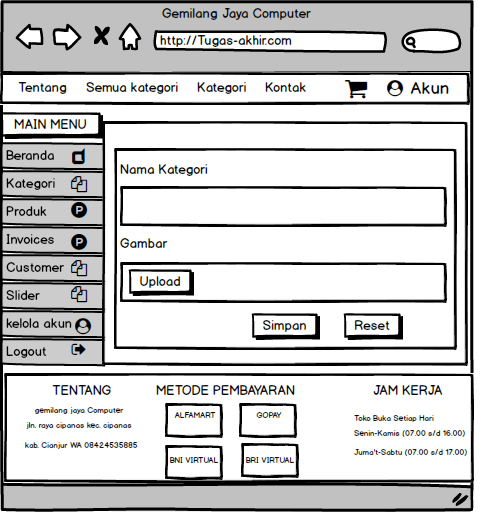 Gemilang Jaya Computer
http://Tugas-akhir.com
Tentang Semua kategori Kategori Kontak Akun
MAIN MENU
Beranda
Kategori
Produk
Invoices
Customer
Slider
kelola akun
Logout
Nama Kategori
Gambar
Upload
Simpan Reset
TENTANG
gemilang jaya Computer
jln. raya cipanas kec. cipanas
kab. Cianjur WA 08424535885
METODE PEMBAYARAN
ALFAMART GOPAY
BNI VIRTUAL BRI VIRTUAL
JAM KERJA
Toko Buka Setiap Hari
Senin-Kamis (07.00 s/d 16.00)
Juma't-Sabtu (07.00 s/d 17.00)